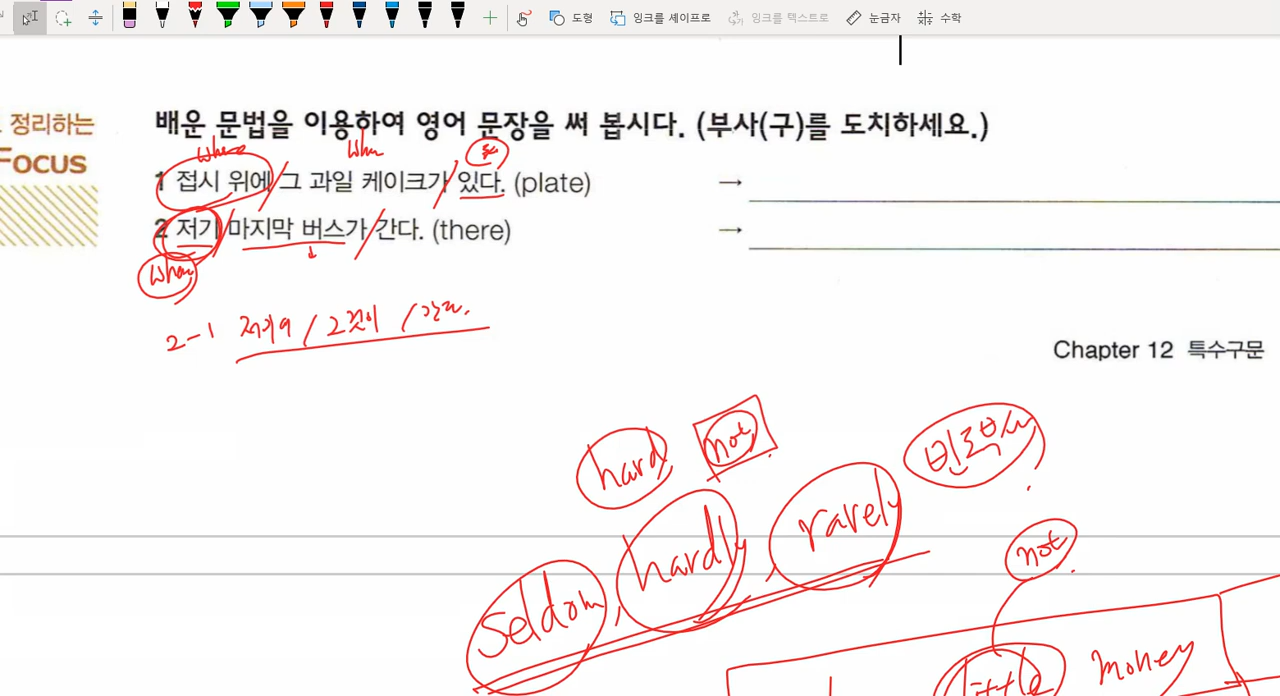 도형 잉크를 셰이프로 잉크를 텍스트로 눈금자 수학
정리하는
Focus
배운 문법을 이용하여 영어 문장을 써 봅시다. (부사(구)를 도치하세요.)
where
1 접시 위에 / 그 과일 케이크가 / 있다. (plate) →
2 저기 / 마지막 버스가 / 간다. (there) →
2-1 저기에 / 그것이 / 간다.
Chapter 12 특수구문
hard not 빈도부사
seldom, hardly, rarely
not
little money